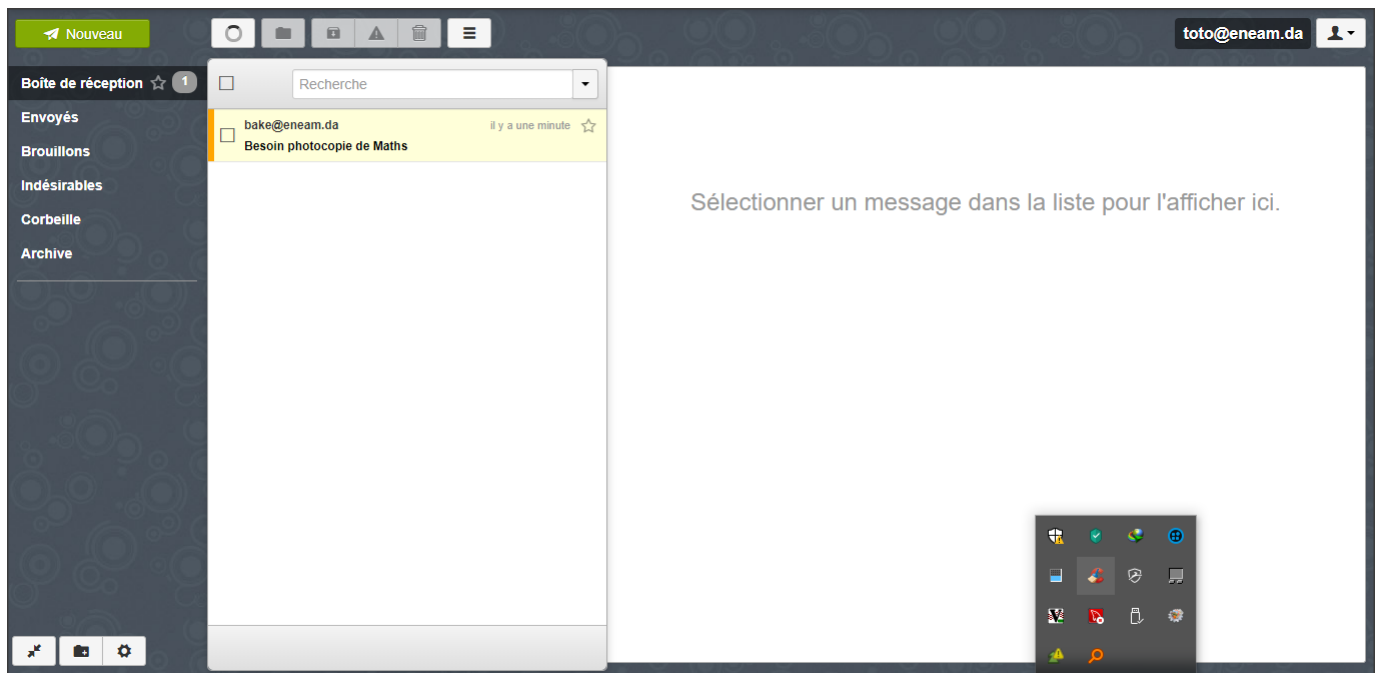 Nouveau
toto@eneam.da
Boîte de réception 1
Envoyés
Brouillons
Indésirables
Corbeille
Archive
Recherche
bake@eneam.da il y a une minute
Besoin photocopie de Maths
Sélectionner un message dans la liste pour l'afficher ici.